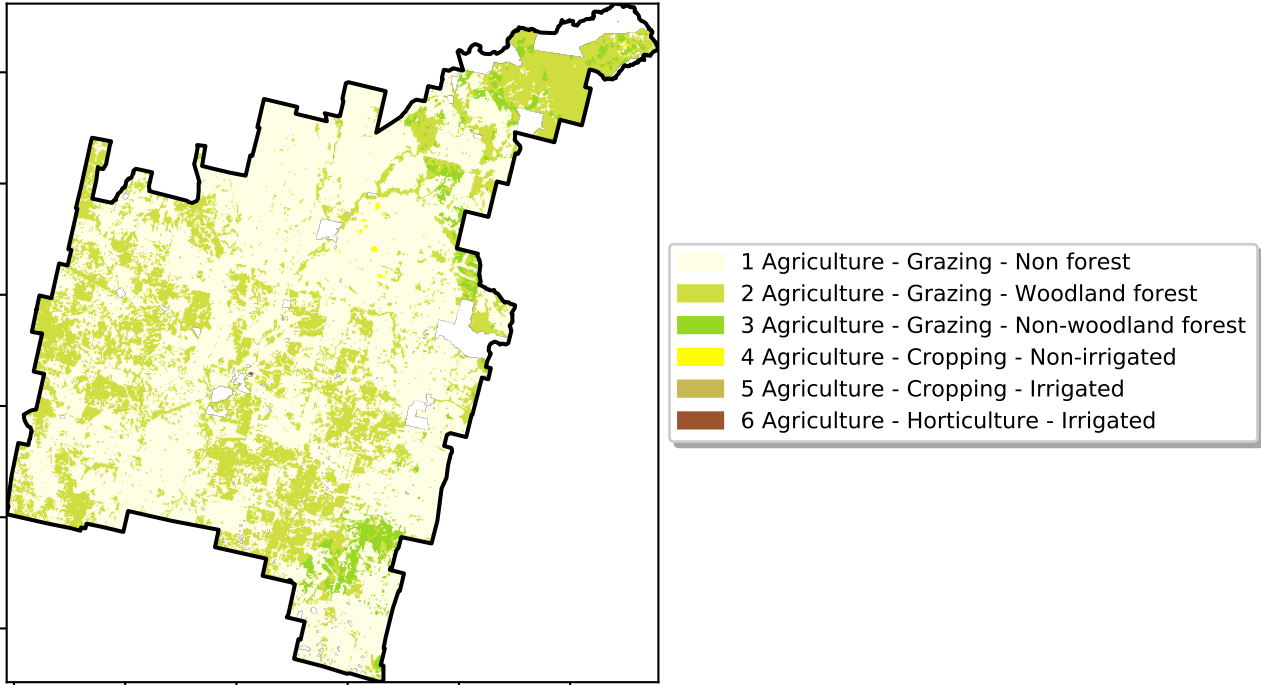 1 Agriculture - Grazing - Non forest
2 Agriculture - Grazing - Woodland forest
3 Agriculture - Grazing - Non-woodland forest
4 Agriculture - Cropping - Non-irrigated
5 Agriculture - Cropping - Irrigated
6 Agriculture - Horticulture - Irrigated